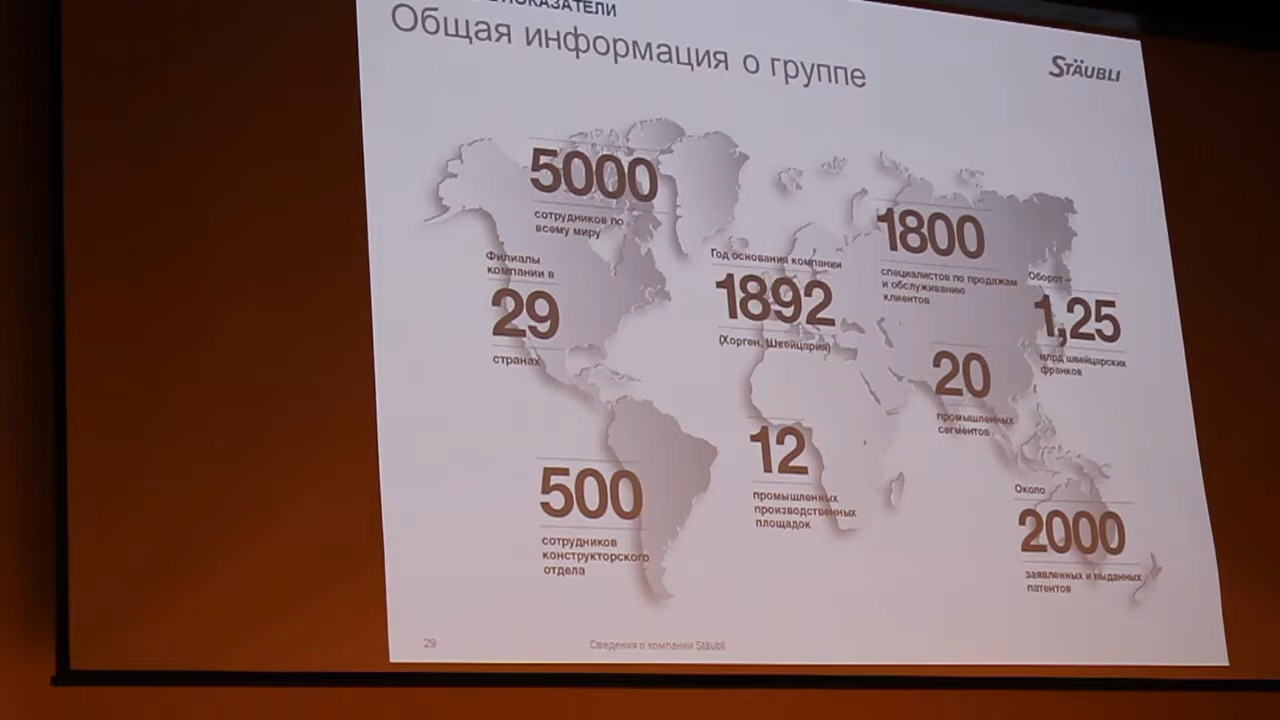 ПОКАЗАТЕЛИ
Общая информация о группе
STÄUBLI
5000
сотрудников по
всему миру
Филиалы
компании в
29
странах
Год основания компании
1892
(Хорген, Швейцария)
1800
специалистов по продажам
и обслуживанию
клиентов
Оборот –
1,25
млрд швейцарских
франков
20
промышленных
сегментов
12
промышленных
производственных
площадок
500
сотрудников
конструкторского
отдела
Около
2000
заявленных и выданных
патентов
29
Сведения о компании Stäubli